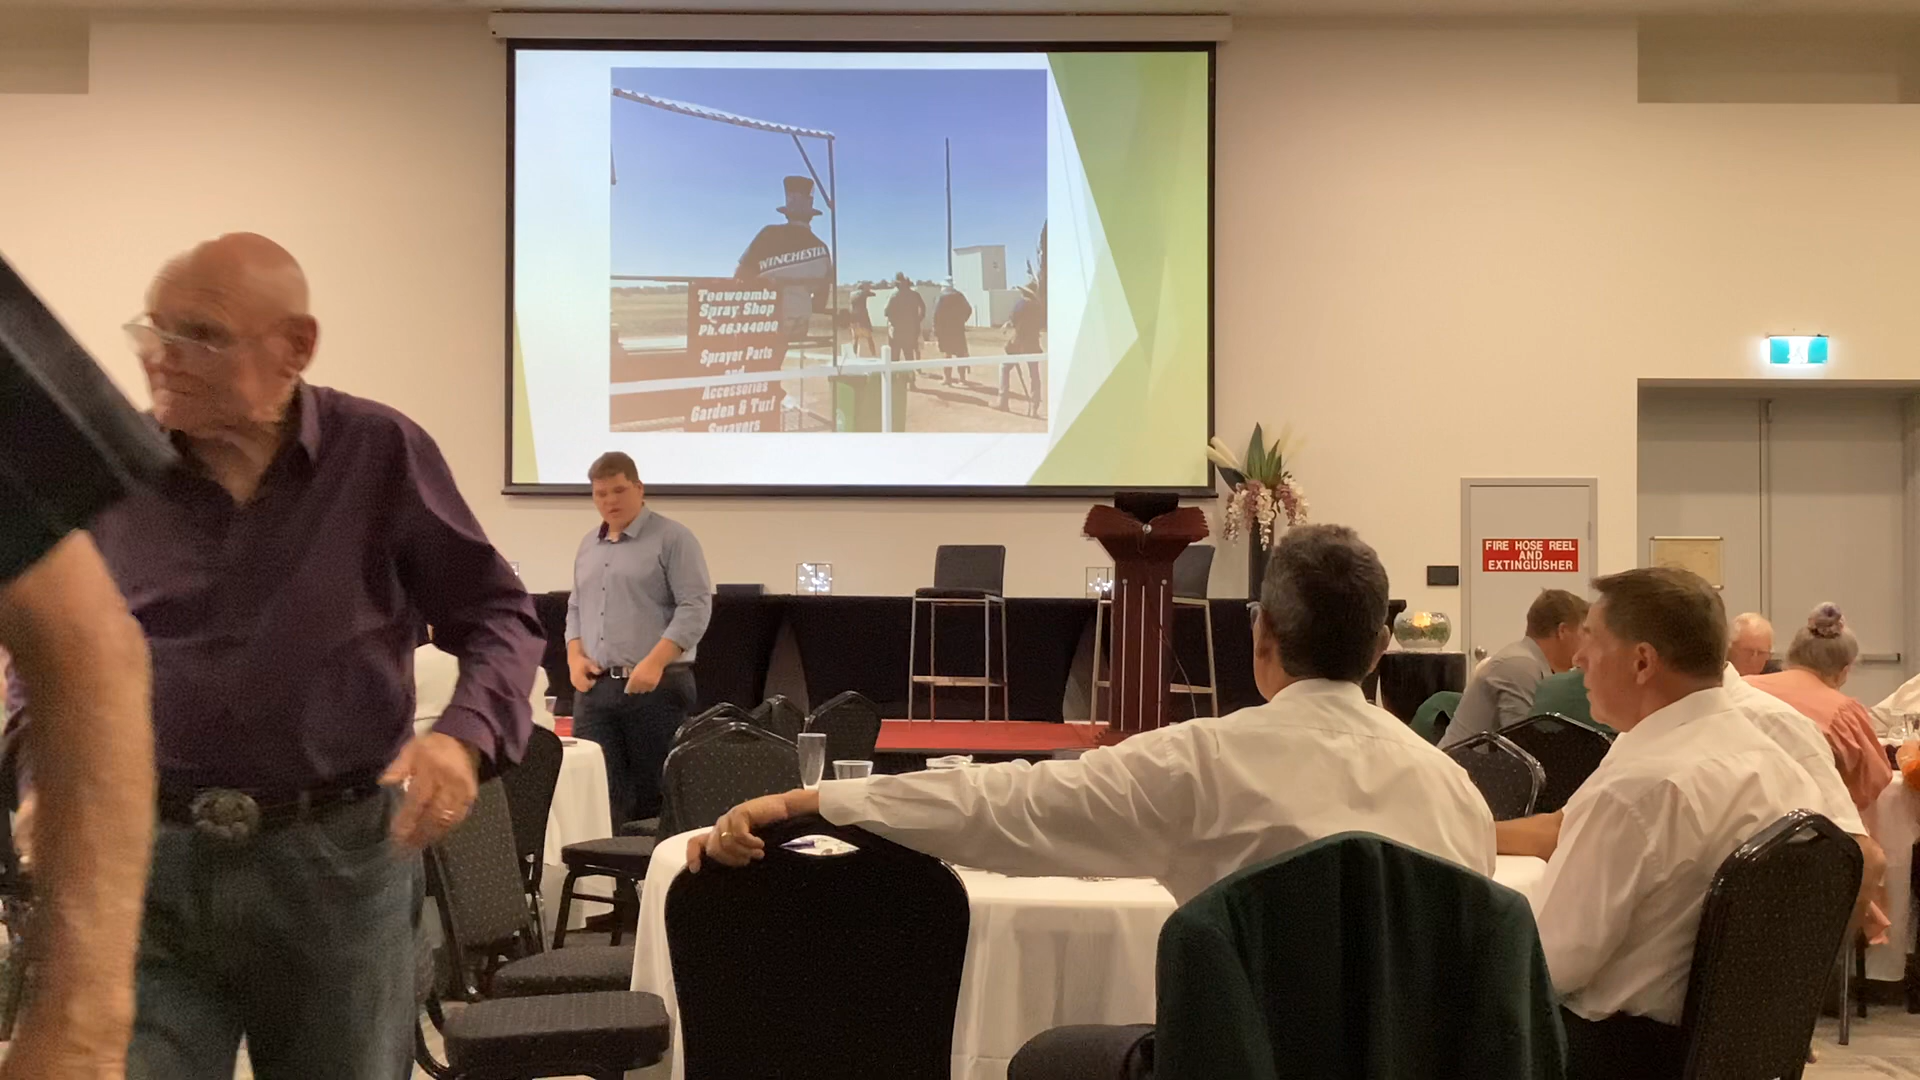 WINCHESTER
Toowoomba
Spray Shop
Ph.46344000
Sprayer Parts
and
Accessories
Garden & Turf
Sprayers
FIRE HOSE REEL
AND
EXTINGUISHER